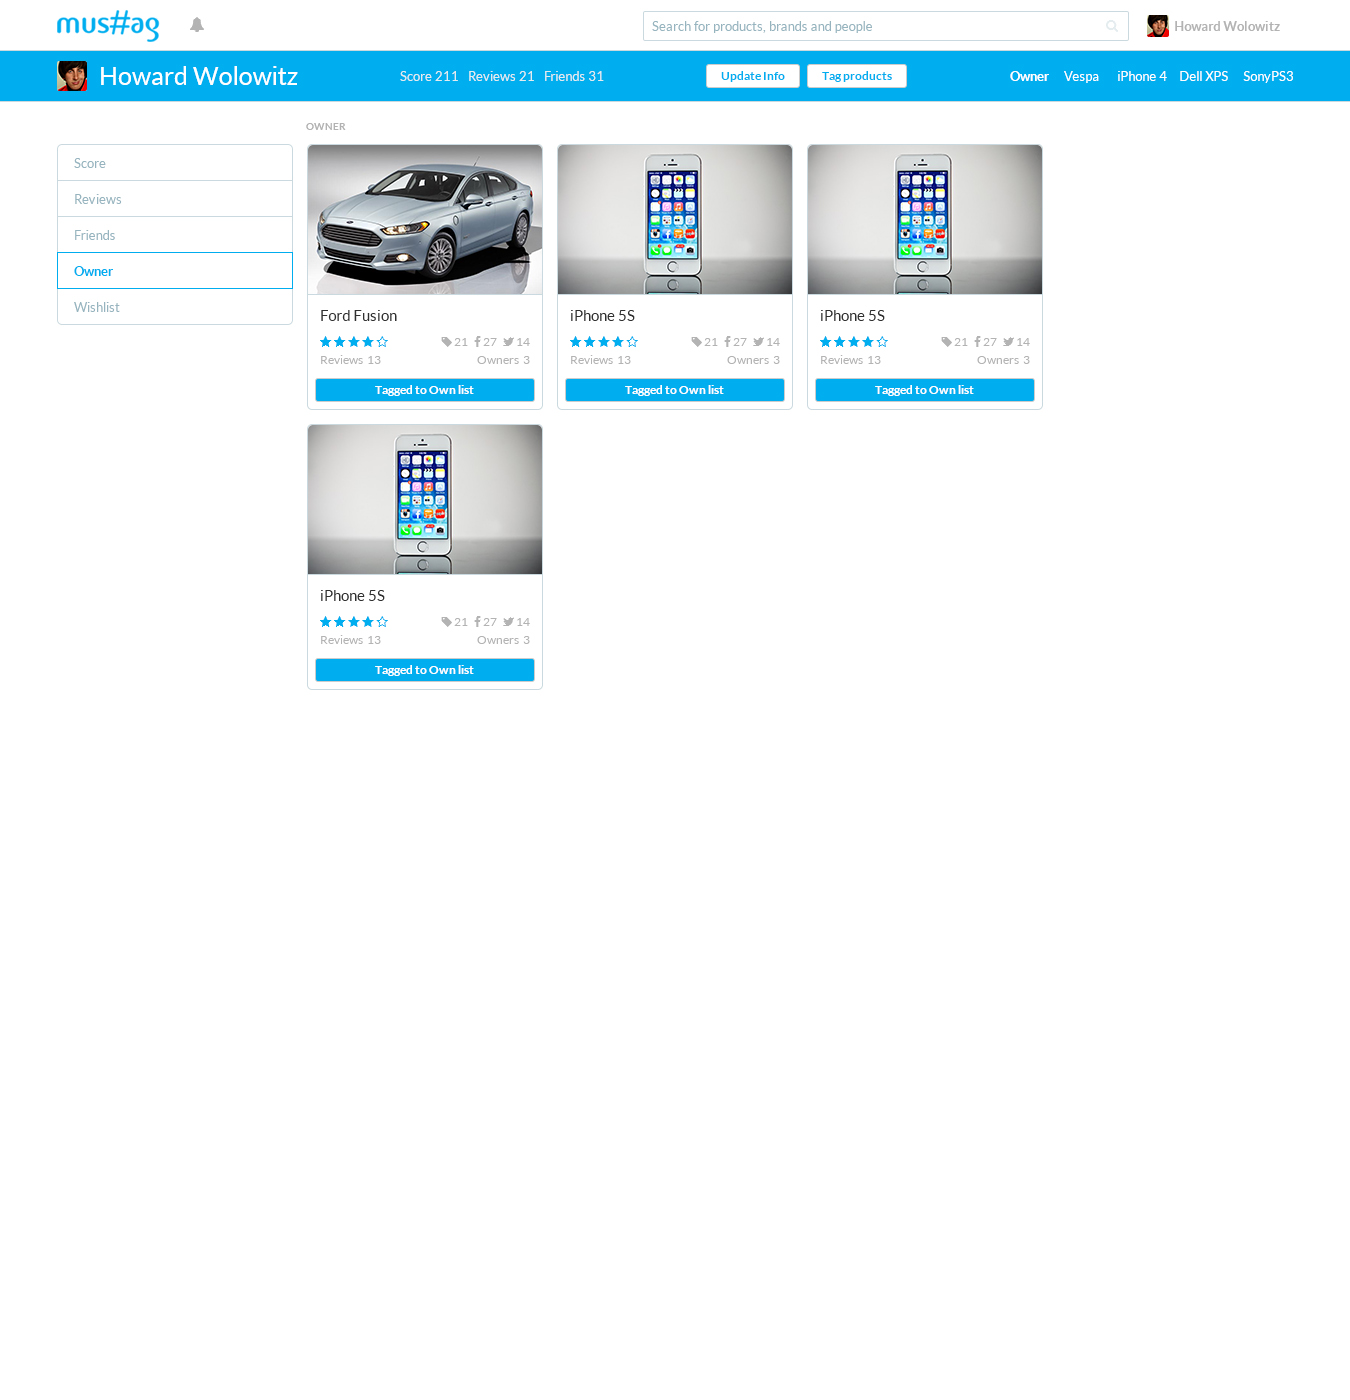 mus#ag
Search for products, brands and people
Howard Wolowitz
Howard Wolowitz
Score 211 Reviews 21 Friends 31
Update Info
Tag products
Owner Vespa iPhone 4 Dell XPS SonyPS3
OWNER
Score
Reviews
Friends
Owner
Wishlist
Ford Fusion
21 27 14
Reviews 13 Owners 3
Tagged to Own list
iPhone 5S
21 27 14
Reviews 13 Owners 3
Tagged to Own list
iPhone 5S
21 27 14
Reviews 13 Owners 3
Tagged to Own list
iPhone 5S
21 27 14
Reviews 13 Owners 3
Tagged to Own list